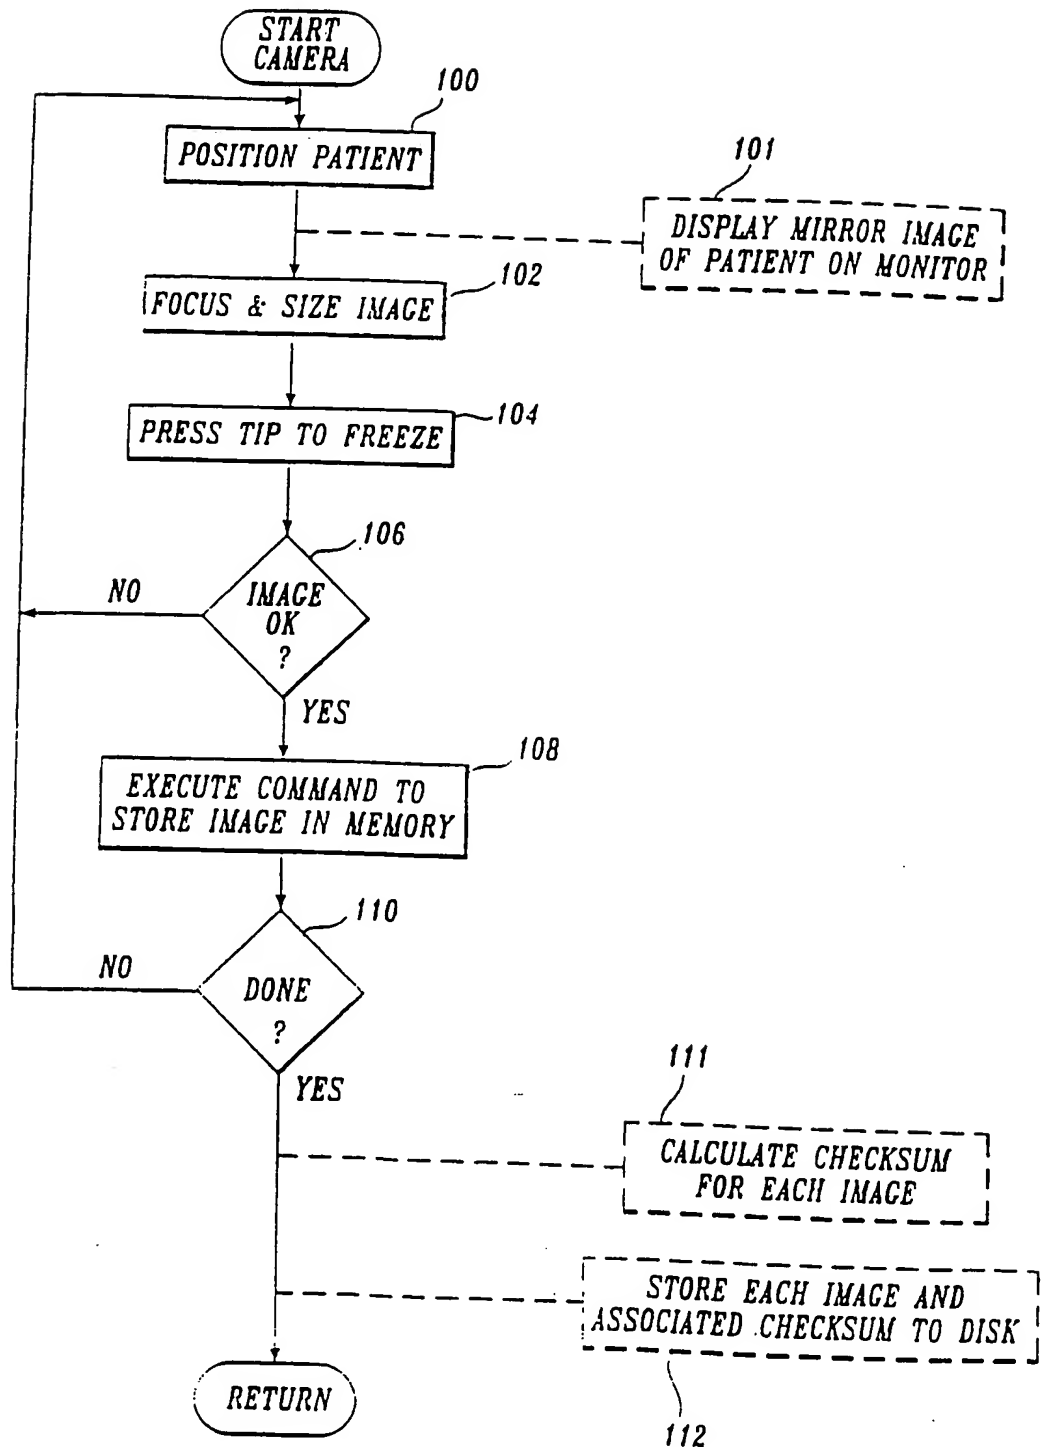 START
CAMERA
100
POSITION PATIENT
101
DISPLAY MIRROR IMAGE
OF PATIENT ON MONITOR
102
FOCUS & SIZE IMAGE
104
PRESS TIP TO FREEZE
106
IMAGE
OK
?
NO
YES
108
EXECUTE COMMAND TO
STORE IMAGE IN MEMORY
110
DONE
?
NO
YES
111
CALCULATE CHECKSUM
FOR EACH IMAGE
STORE EACH IMAGE AND
ASSOCIATED CHECKSUM TO DISK
112
RETURN